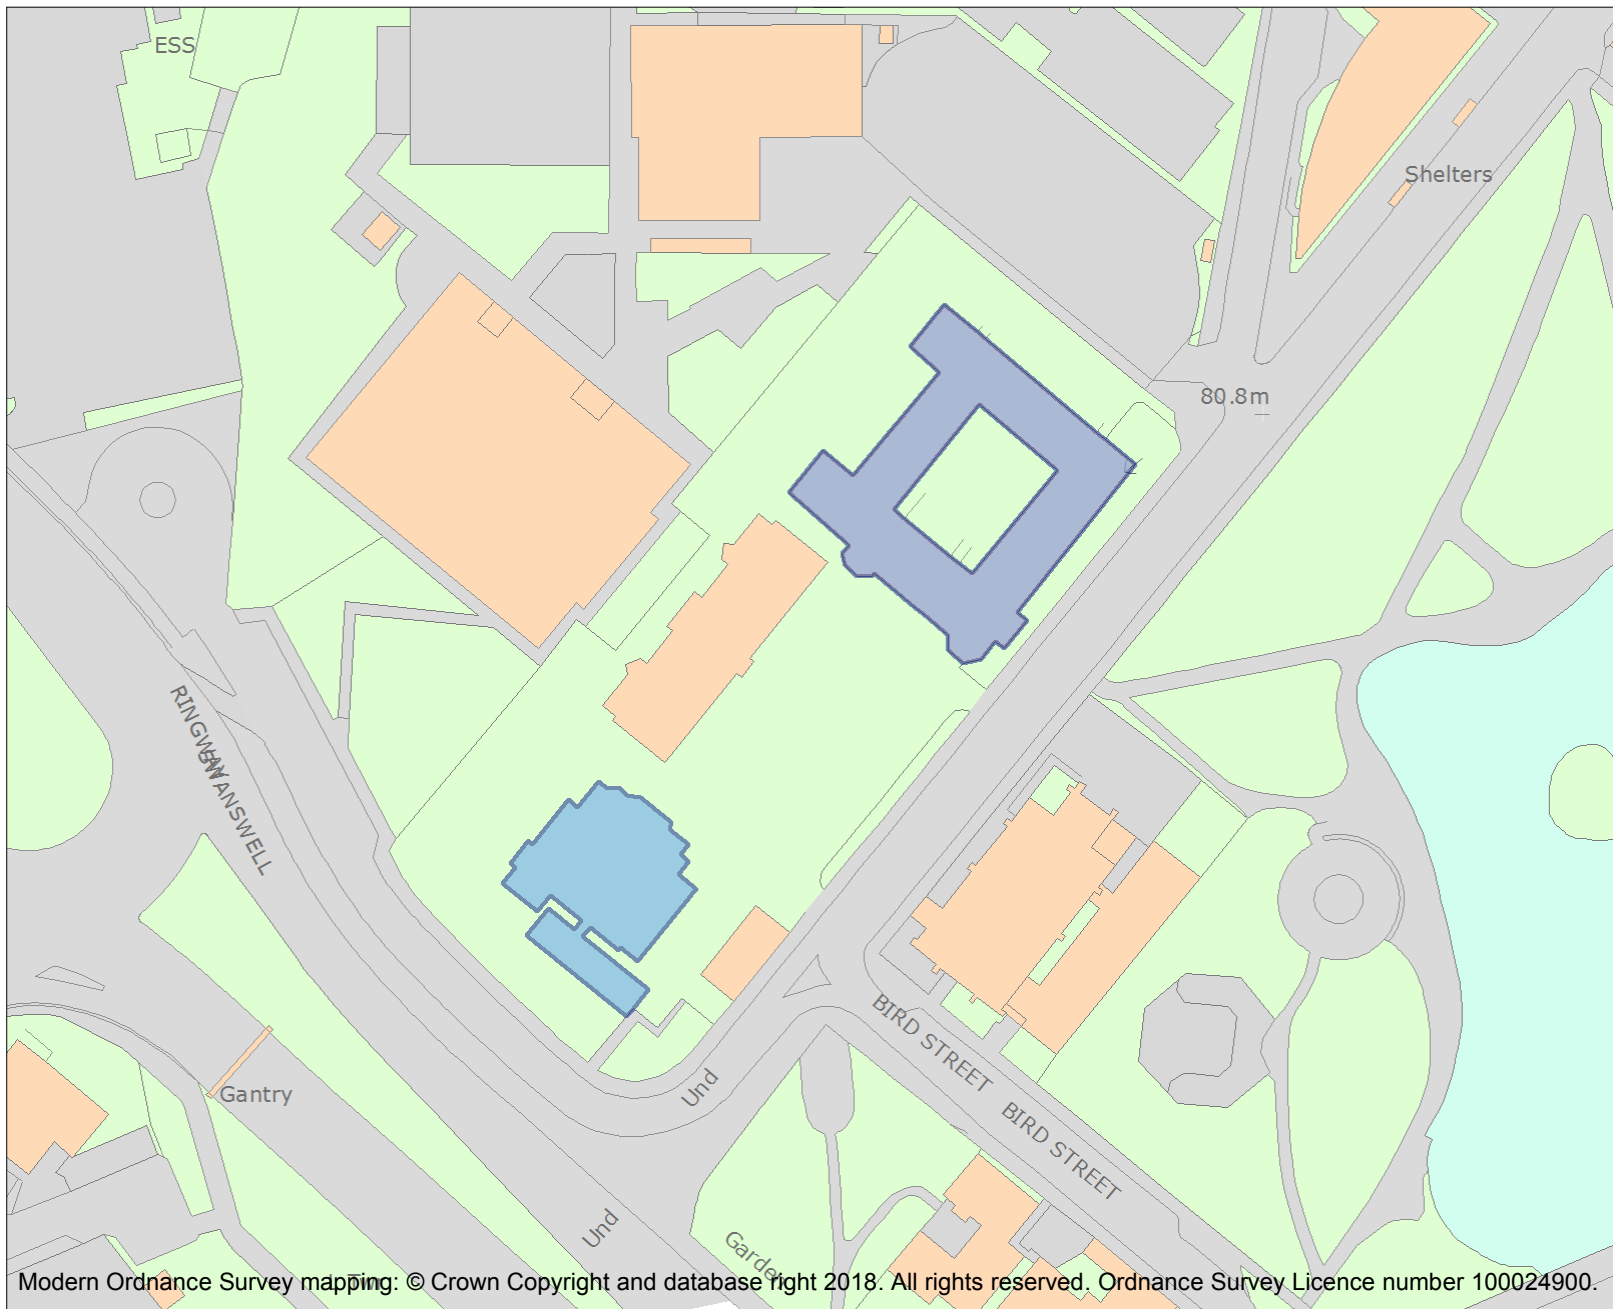 ESS
Shelters
80.8m
RINGWAY
SWANSWELL
BIRD STREET
BIRD STREET
Und
Gantry
Und
Garden
Modern Ordnance Survey mapping: © Crown Copyright and database right 2018. All rights reserved. Ordnance Survey Licence number 100024900.